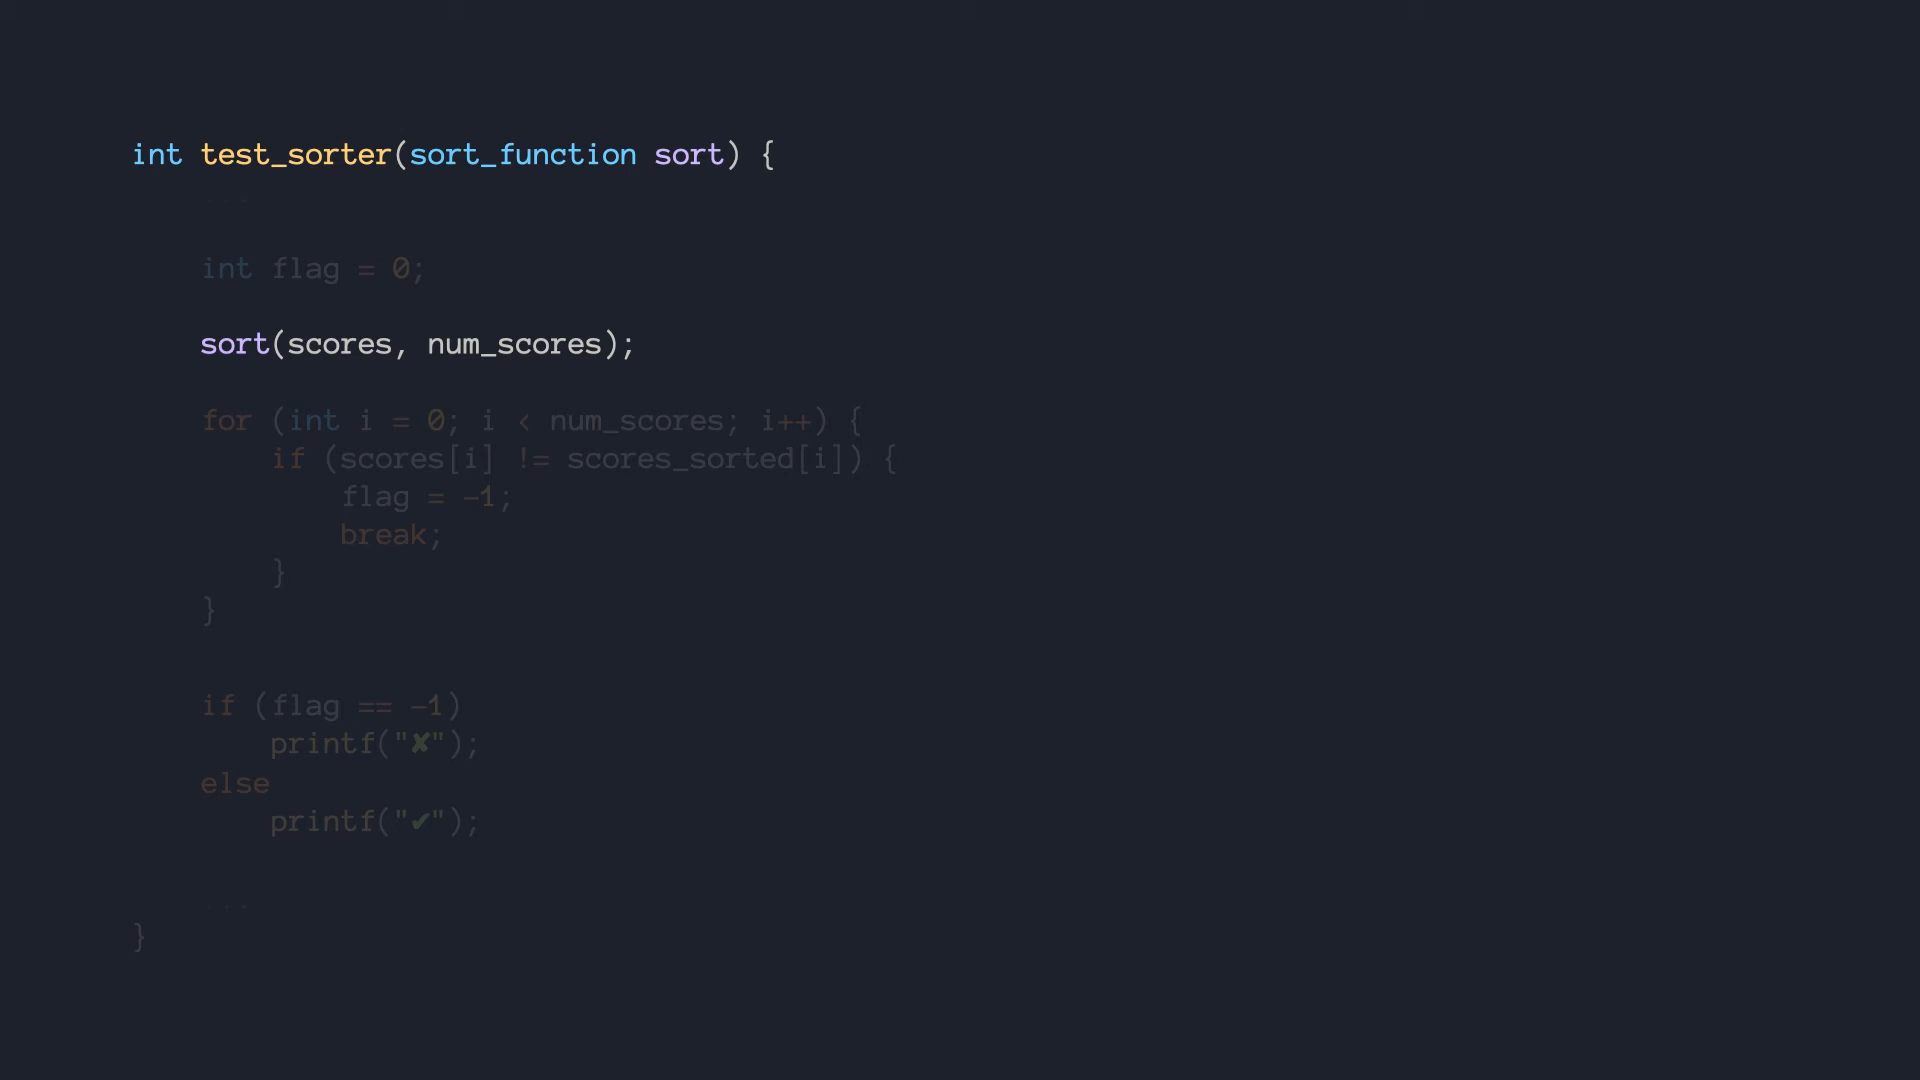 int test_sorter(sort_function sort) {
...
int flag = 0;
sort(scores, num_scores);
for (int i = 0; i < num_scores; i++) {
if (scores[i] != scores_sorted[i]) {
flag = -1;
break;
}
}
if (flag == -1)
printf("✘");
else
printf("✔");
...
}